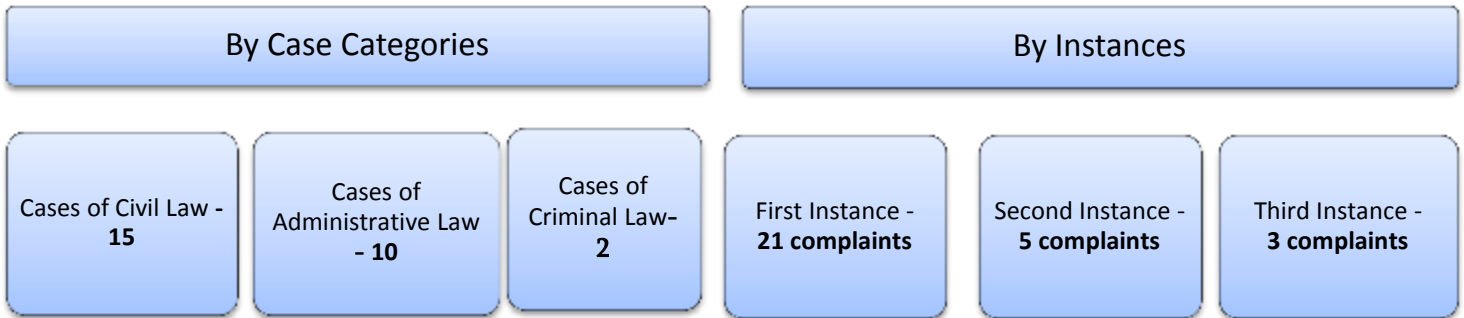 By Case Categories
By Instances
Cases of Civil Law -
15
Cases of
Administrative Law
- 10
Cases of
Criminal Law-
2
First Instance -
21 complaints
Second Instance -
5 complaints
Third Instance -
3 complaints